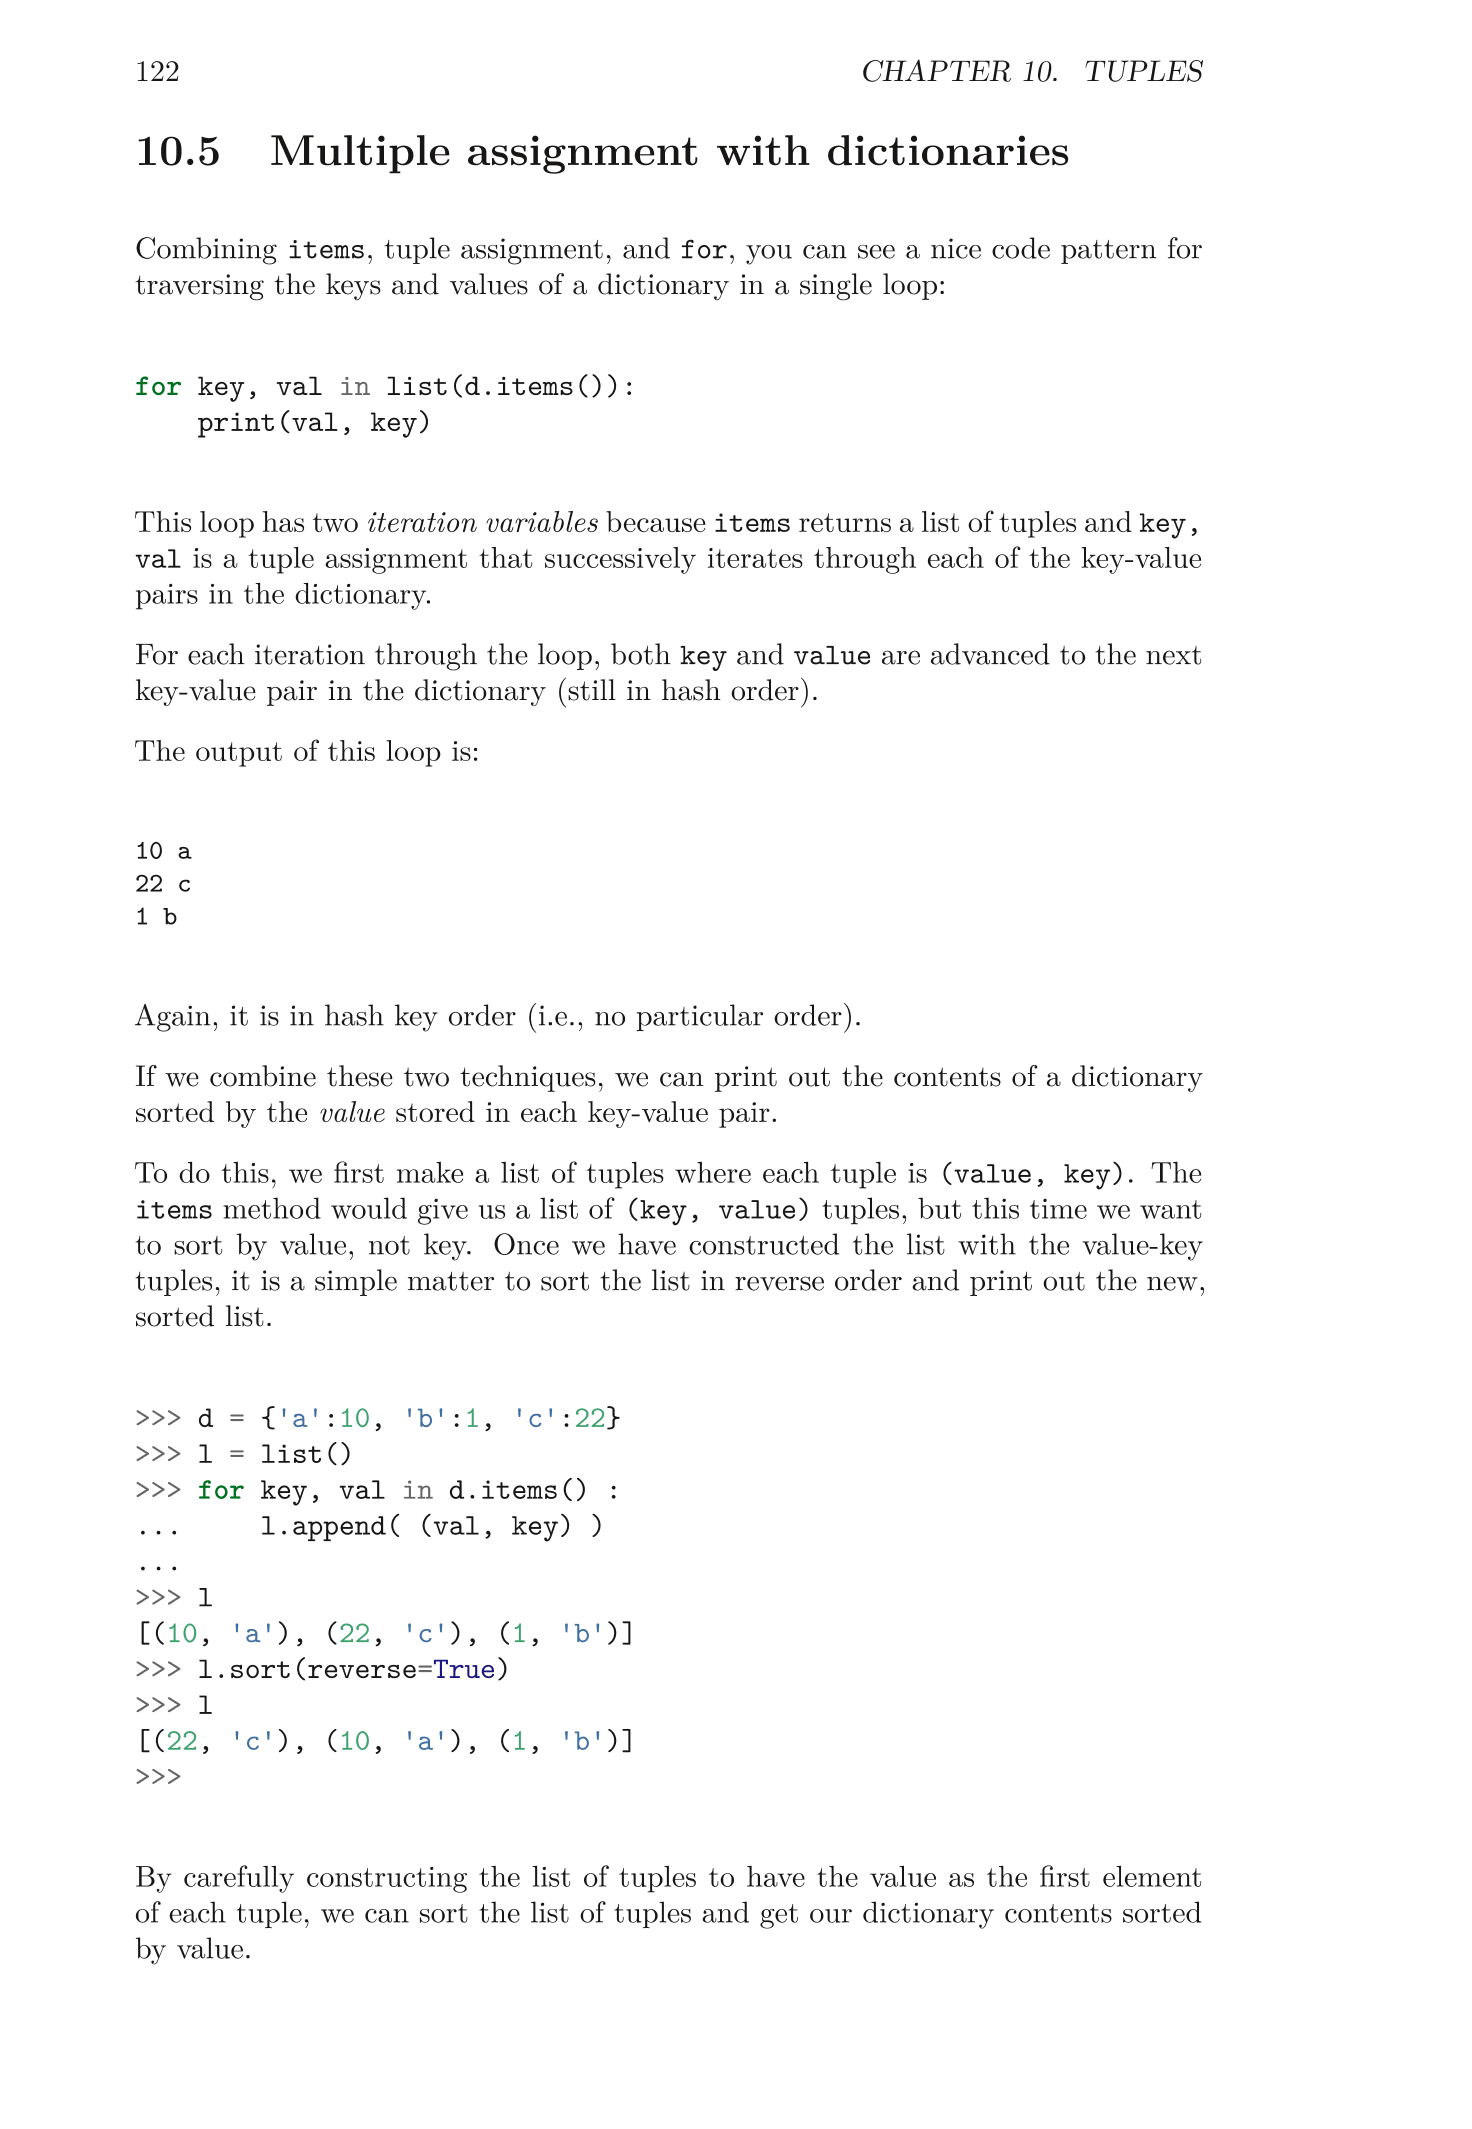 122 CHAPTER 10. TUPLES
10.5 Multiple assignment with dictionaries
Combining items, tuple assignment, and for, you can see a nice code pattern for
traversing the keys and values of a dictionary in a single loop:
for key, val in list(d.items()):
    print(val, key)
This loop has two iteration variables because items returns a list of tuples and key,
val is a tuple assignment that successively iterates through each of the key-value
pairs in the dictionary.
For each iteration through the loop, both key and value are advanced to the next
key-value pair in the dictionary (still in hash order).
The output of this loop is:
10 a
22 c
1 b
Again, it is in hash key order (i.e., no particular order).
If we combine these two techniques, we can print out the contents of a dictionary
sorted by the value stored in each key-value pair.
To do this, we first make a list of tuples where each tuple is (value, key). The
items method would give us a list of (key, value) tuples, but this time we want
to sort by value, not key. Once we have constructed the list with the value-key
tuples, it is a simple matter to sort the list in reverse order and print out the new,
sorted list.
>>> d = {'a':10, 'b':1, 'c':22}
>>> l = list()
>>> for key, val in d.items() :
...     l.append( (val, key) )
...
>>> l
[(10, 'a'), (22, 'c'), (1, 'b')]
>>> l.sort(reverse=True)
>>> l
[(22, 'c'), (10, 'a'), (1, 'b')]
>>>
By carefully constructing the list of tuples to have the value as the first element
of each tuple, we can sort the list of tuples and get our dictionary contents sorted
by value.